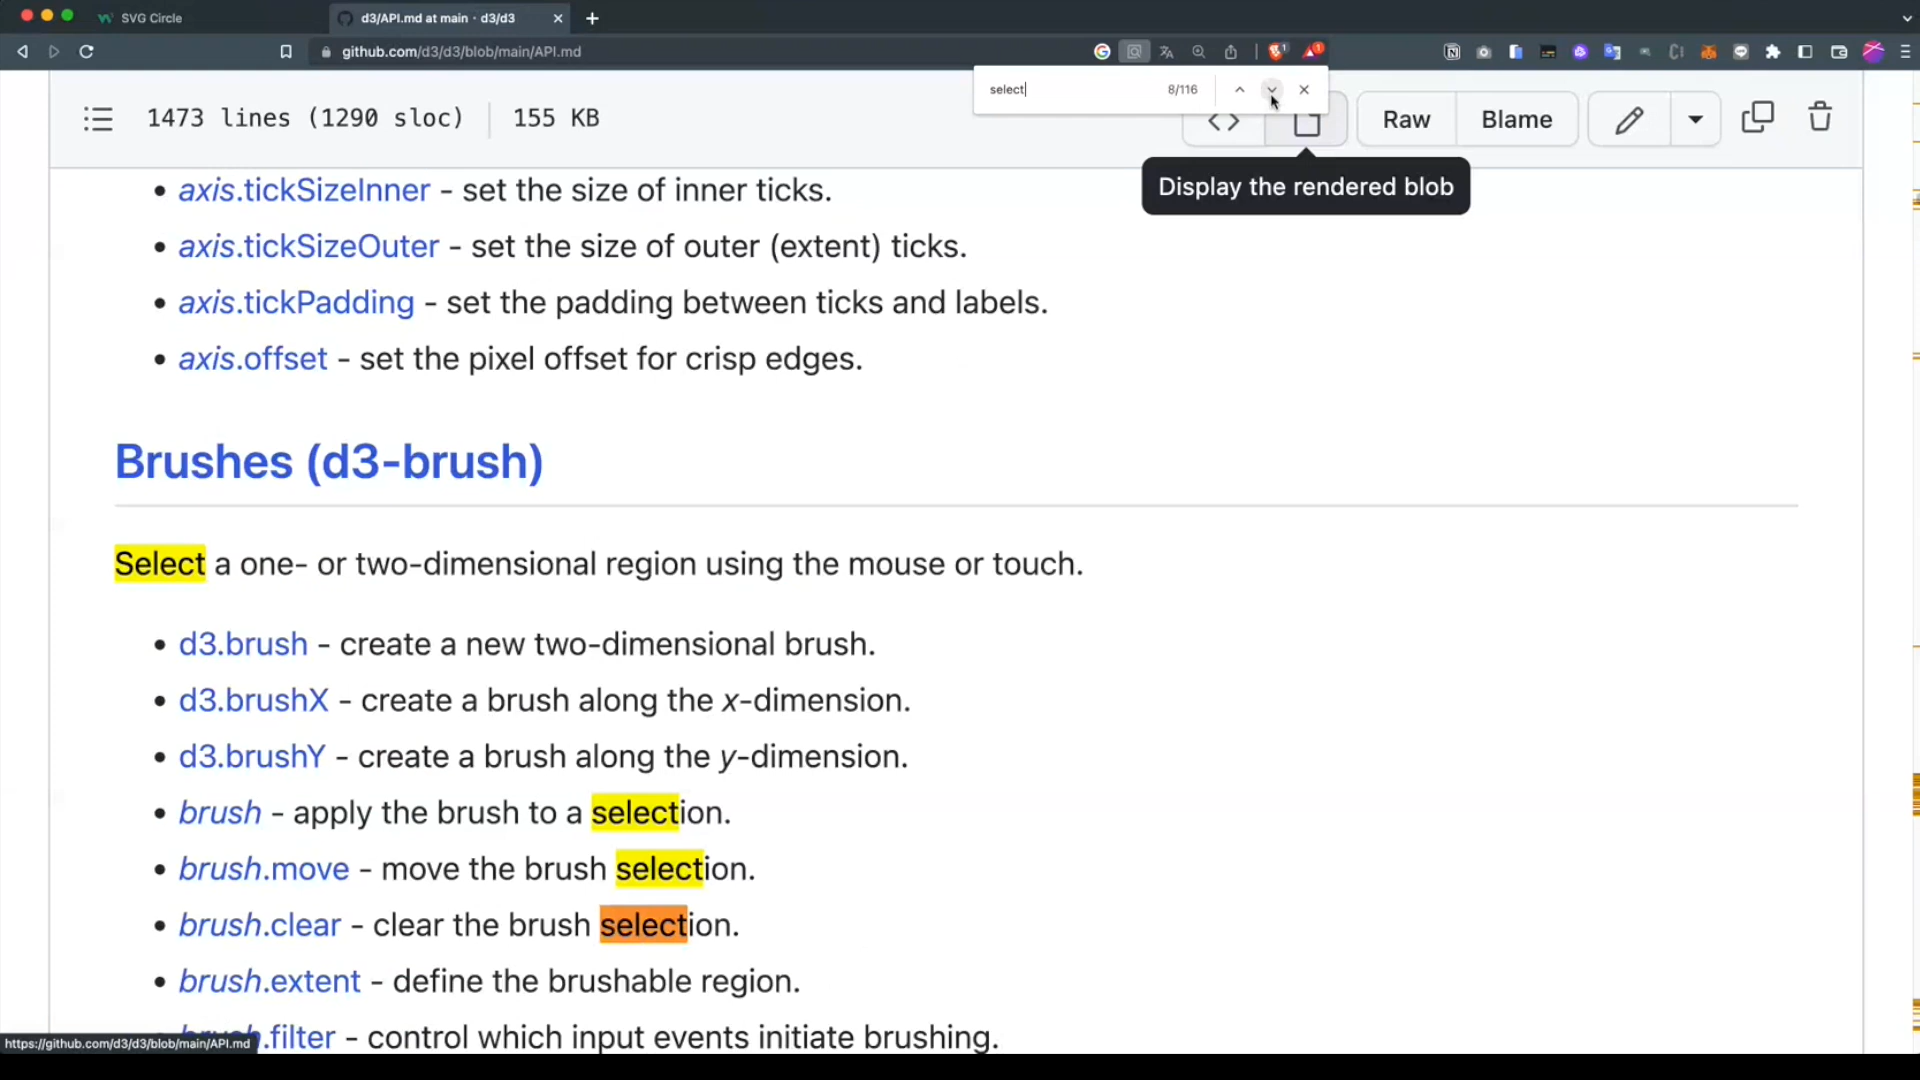 SVG Circle
d3/API.md at main · d3/d3
github.com/d3/d3/blob/main/API.md
select 8/116
1473 lines (1290 sloc) 155 KB
Raw
Blame
Display the rendered blob
• axis.tickSizeInner - set the size of inner ticks.
• axis.tickSizeOuter - set the size of outer (extent) ticks.
• axis.tickPadding - set the padding between ticks and labels.
• axis.offset - set the pixel offset for crisp edges.
Brushes (d3-brush)
Select a one- or two-dimensional region using the mouse or touch.
• d3.brush - create a new two-dimensional brush.
• d3.brushX - create a brush along the x-dimension.
• d3.brushY - create a brush along the y-dimension.
• brush - apply the brush to a selection.
• brush.move - move the brush selection.
• brush.clear - clear the brush selection.
• brush.extent - define the brushable region.
brush.filter - control which input events initiate brushing.
https://github.com/d3/d3/blob/main/API.md